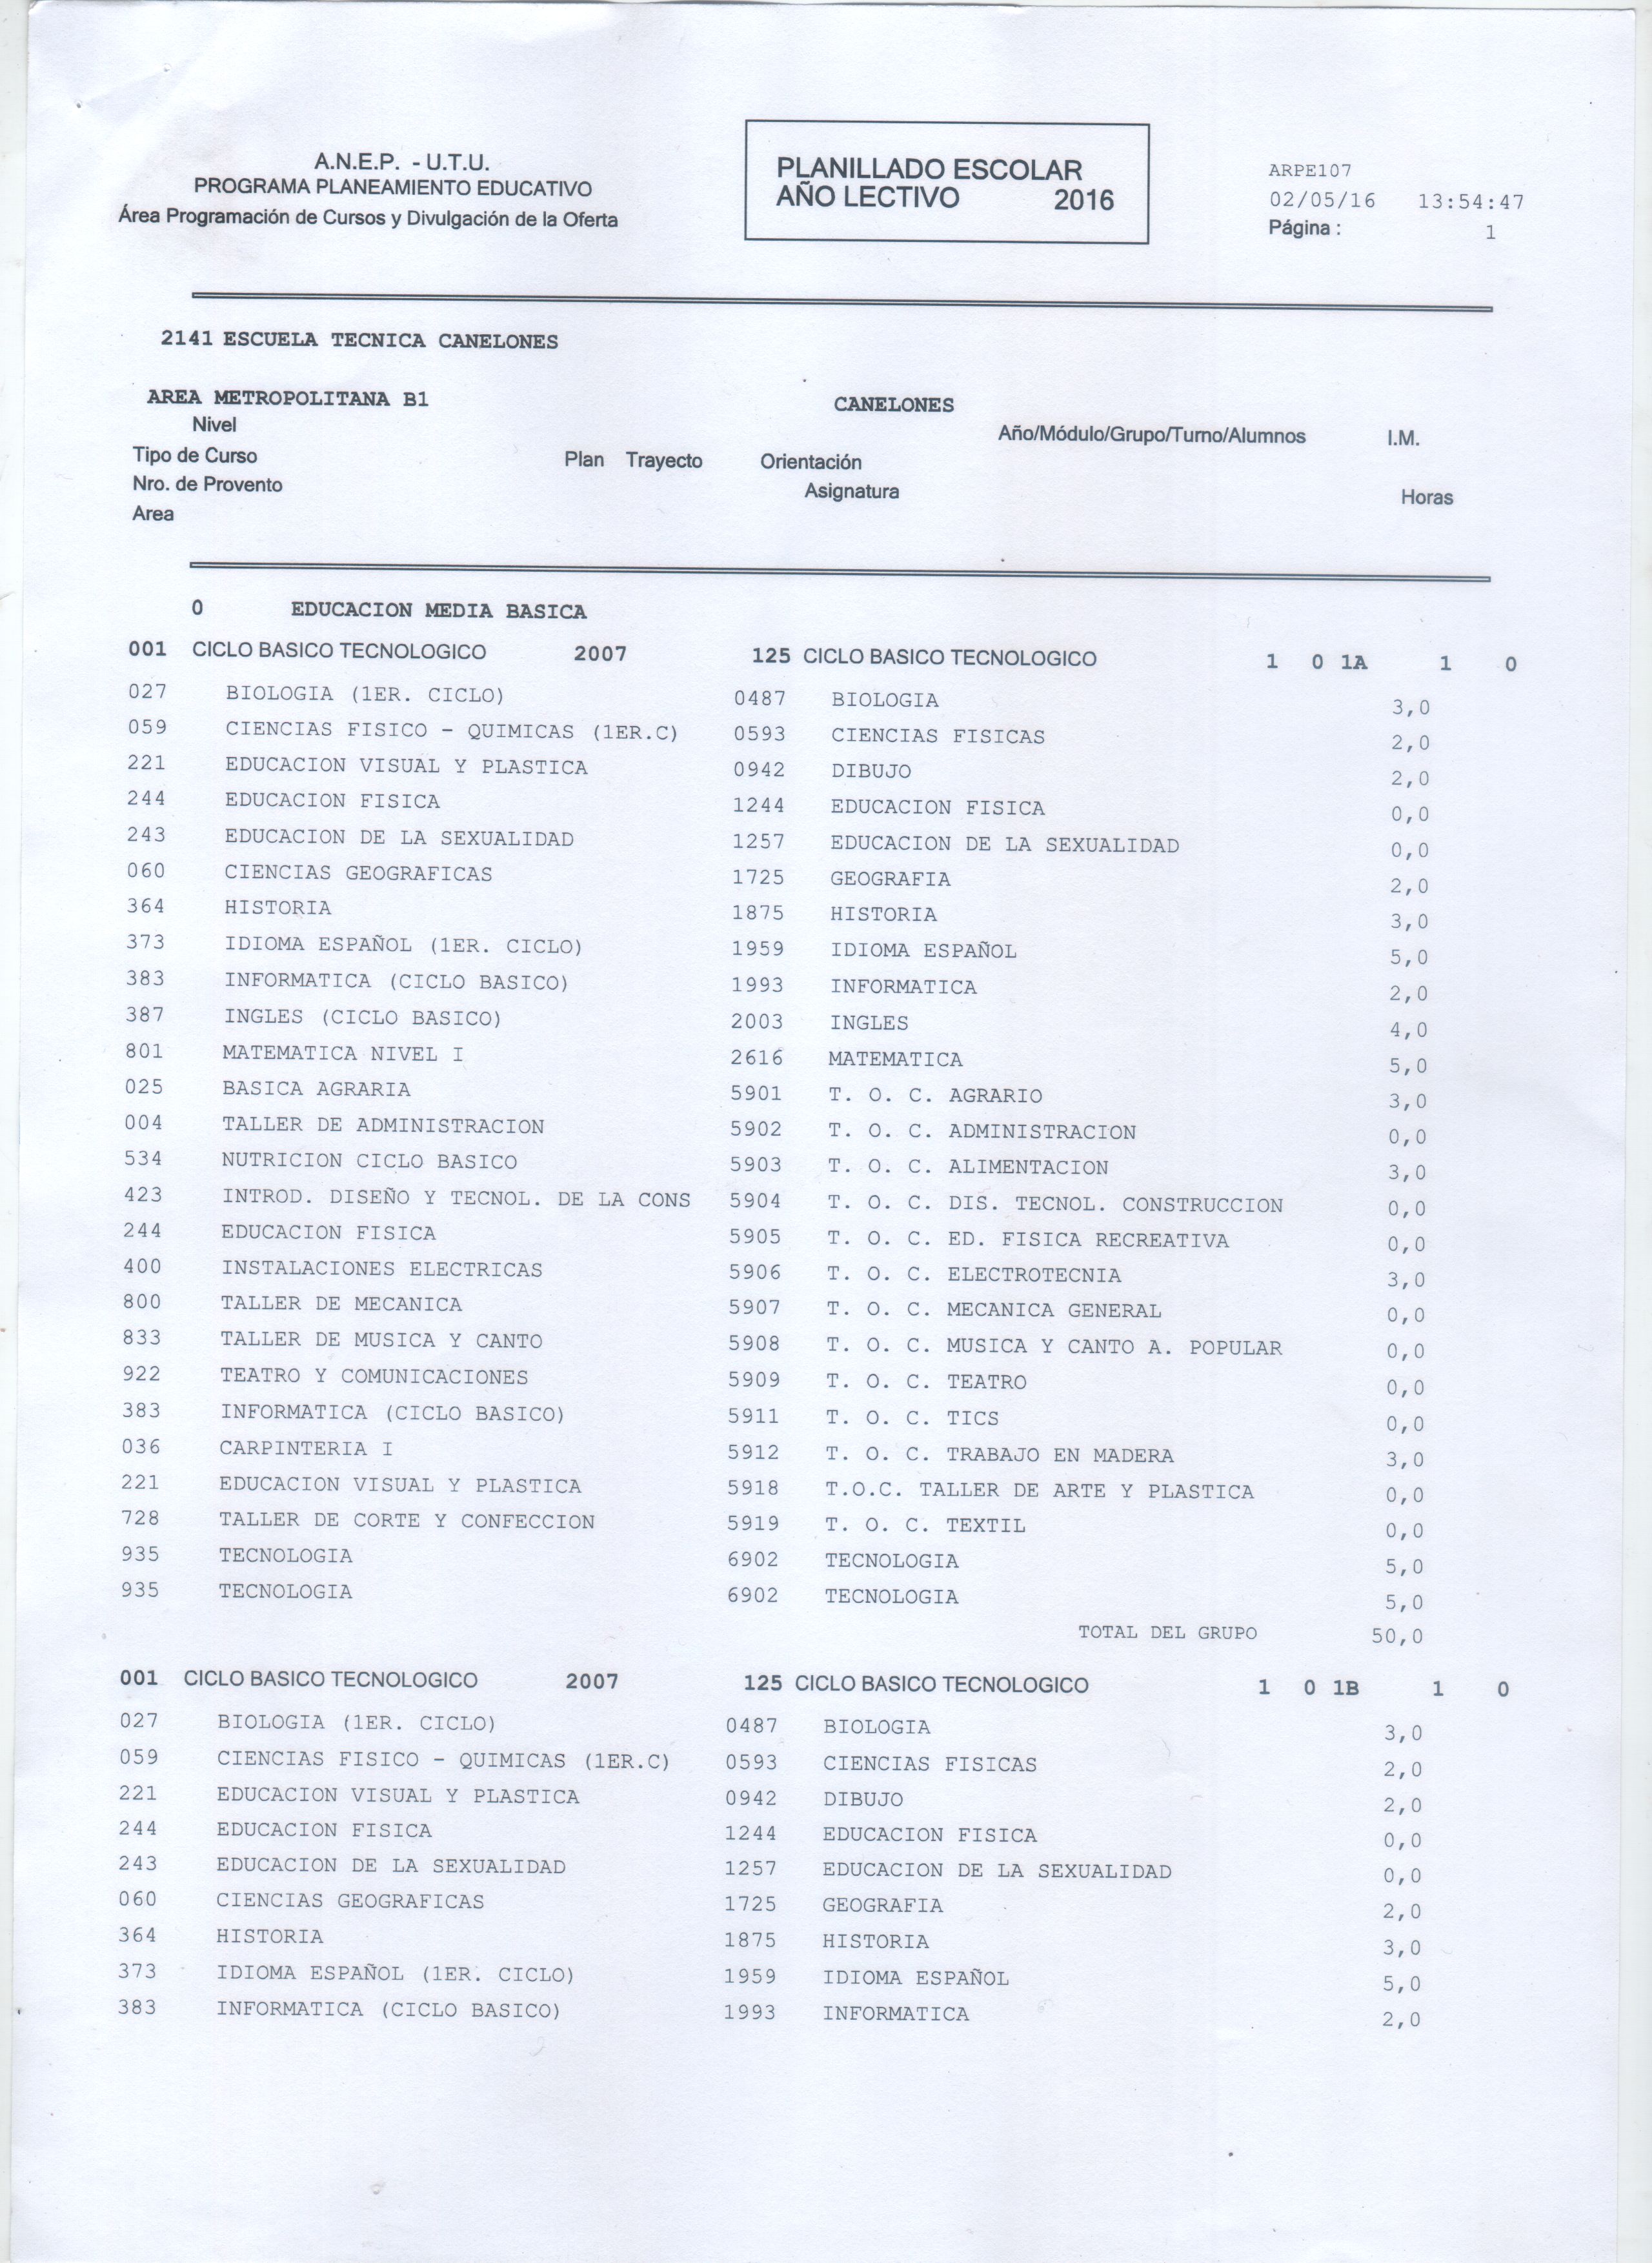 A.N.E.P. - U.T.U.
PROGRAMA PLANEAMIENTO EDUCATIVO
Área Programación de Cursos y Divulgación de la Oferta
PLANILLADO ESCOLAR
AÑO LECTIVO 2016
ARPE107
02/05/16 13:54:47
Página : 1
2141 ESCUELA TECNICA CANELONES
AREA METROPOLITANA B1 CANELONES
Nivel Año/Módulo/Grupo/Turno/Alumnos I.M.
Tipo de Curso Plan Trayecto Orientación
Nro. de Provento Asignatura Horas
Area
0 EDUCACION MEDIA BASICA
001 CICLO BASICO TECNOLOGICO 2007 125 CICLO BASICO TECNOLOGICO 1 0 1A 1 0
027 BIOLOGIA (1ER. CICLO) 0487 BIOLOGIA 3,0
059 CIENCIAS FISICO - QUIMICAS (1ER.C) 0593 CIENCIAS FISICAS 2,0
221 EDUCACION VISUAL Y PLASTICA 0942 DIBUJO 2,0
244 EDUCACION FISICA 1244 EDUCACION FISICA 0,0
243 EDUCACION DE LA SEXUALIDAD 1257 EDUCACION DE LA SEXUALIDAD 0,0
060 CIENCIAS GEOGRAFICAS 1725 GEOGRAFIA 2,0
364 HISTORIA 1875 HISTORIA 3,0
373 IDIOMA ESPAÑOL (1ER. CICLO) 1959 IDIOMA ESPAÑOL 5,0
383 INFORMATICA (CICLO BASICO) 1993 INFORMATICA 2,0
387 INGLES (CICLO BASICO) 2003 INGLES 4,0
801 MATEMATICA NIVEL I 2616 MATEMATICA 5,0
025 BASICA AGRARIA 5901 T. O. C. AGRARIO 3,0
004 TALLER DE ADMINISTRACION 5902 T. O. C. ADMINISTRACION 0,0
534 NUTRICION CICLO BASICO 5903 T. O. C. ALIMENTACION 3,0
423 INTROD. DISEÑO Y TECNOL. DE LA CONS 5904 T. O. C. DIS. TECNOL. CONSTRUCCION 0,0
244 EDUCACION FISICA 5905 T. O. C. ED. FISICA RECREATIVA 0,0
400 INSTALACIONES ELECTRICAS 5906 T. O. C. ELECTROTECNIA 3,0
800 TALLER DE MECANICA 5907 T. O. C. MECANICA GENERAL 0,0
833 TALLER DE MUSICA Y CANTO 5908 T. O. C. MUSICA Y CANTO A. POPULAR 0,0
922 TEATRO Y COMUNICACIONES 5909 T. O. C. TEATRO 0,0
383 INFORMATICA (CICLO BASICO) 5911 T. O. C. TICS 0,0
036 CARPINTERIA I 5912 T. O. C. TRABAJO EN MADERA 3,0
221 EDUCACION VISUAL Y PLASTICA 5918 T.O.C. TALLER DE ARTE Y PLASTICA 0,0
728 TALLER DE CORTE Y CONFECCION 5919 T. O. C. TEXTIL 0,0
935 TECNOLOGIA 6902 TECNOLOGIA 5,0
935 TECNOLOGIA 6902 TECNOLOGIA 5,0
TOTAL DEL GRUPO 50,0
001 CICLO BASICO TECNOLOGICO 2007 125 CICLO BASICO TECNOLOGICO 1 0 1B 1 0
027 BIOLOGIA (1ER. CICLO) 0487 BIOLOGIA 3,0
059 CIENCIAS FISICO - QUIMICAS (1ER.C) 0593 CIENCIAS FISICAS 2,0
221 EDUCACION VISUAL Y PLASTICA 0942 DIBUJO 2,0
244 EDUCACION FISICA 1244 EDUCACION FISICA 0,0
243 EDUCACION DE LA SEXUALIDAD 1257 EDUCACION DE LA SEXUALIDAD 0,0
060 CIENCIAS GEOGRAFICAS 1725 GEOGRAFIA 2,0
364 HISTORIA 1875 HISTORIA 3,0
373 IDIOMA ESPAÑOL (1ER. CICLO) 1959 IDIOMA ESPAÑOL 5,0
383 INFORMATICA (CICLO BASICO) 1993 INFORMATICA 2,0